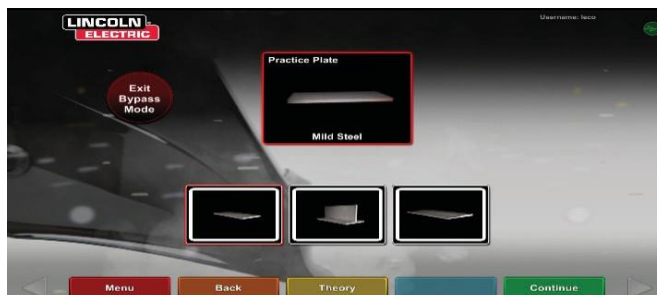 LINCOLN
ELECTRIC
Username: leco
Practice Plate
Exit
Bypass
Mode
Mild Steel
Menu
Back
Theory
Continue